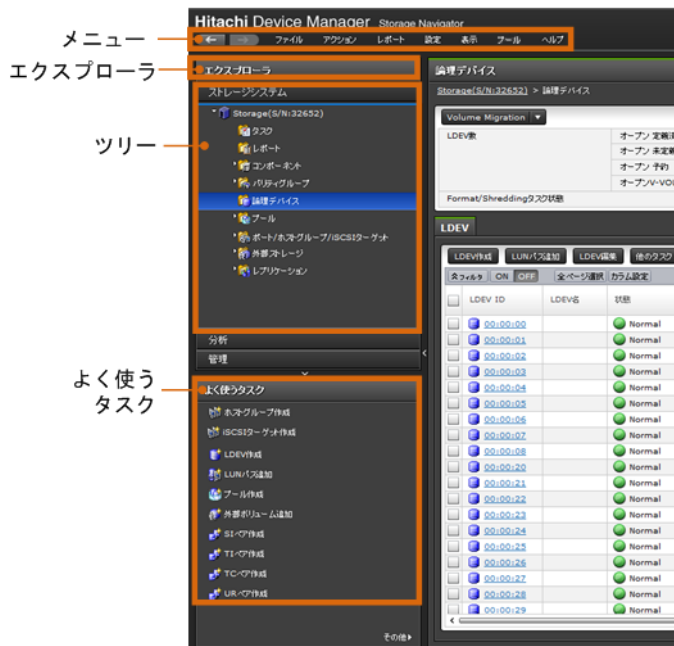 Hitachi Device Manager Storage Navigator
メニュー
ファイル アクション レポート 設定 表示 ツール ヘルプ
エクスプローラ
エクスプローラ
ストレージシステム
ツリー
Storage(S/N:32652)
タスク
レポート
コンポーネント
パリティグループ
論理デバイス
プール
ポート/ホストグループ/iSCSIターゲット
外部ストレージ
レプリケーション
分析
管理
よく使う
タスク
よく使うタスク
ホストグループ作成
iSCSIターゲット作成
LDEV作成
LUNパス追加
プール作成
外部ボリューム追加
SIペア作成
TIペア作成
TCペア作成
URペア作成
その他
論理デバイス
Storage(S/N:32652) > 論理デバイス
Volume Migration
LDEV数
オープン 定義済
オープン 未定義
オープン 予約
オープンV-VOL
Format/Shreddingタスク状態
LDEV
LDEV作成 LUNパス追加 LDEV編集 他のタスク
フィルタ ON OFF 全ページ選択 カラム設定
LDEV ID LDEV名 状態
00:00:00 Normal
00:00:01 Normal
00:00:02 Normal
00:00:03 Normal
00:00:04 Normal
00:00:05 Normal
00:00:06 Normal
00:00:07 Normal
00:00:08 Normal
00:00:20 Normal
00:00:21 Normal
00:00:22 Normal
00:00:23 Normal
00:00:24 Normal
00:00:25 Normal
00:00:26 Normal
00:00:27 Normal
00:00:28 Normal
00:00:29 Normal